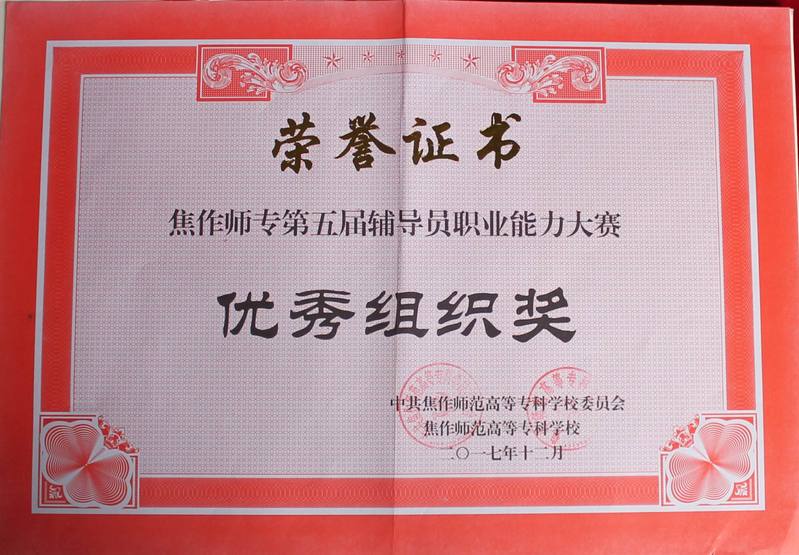 荣誉证书
焦作师专第五届辅导员职业能力大赛
优秀组织奖
中共焦作师范高等专科学校委员会
焦作师范高等专科学校
二〇一七年十二月